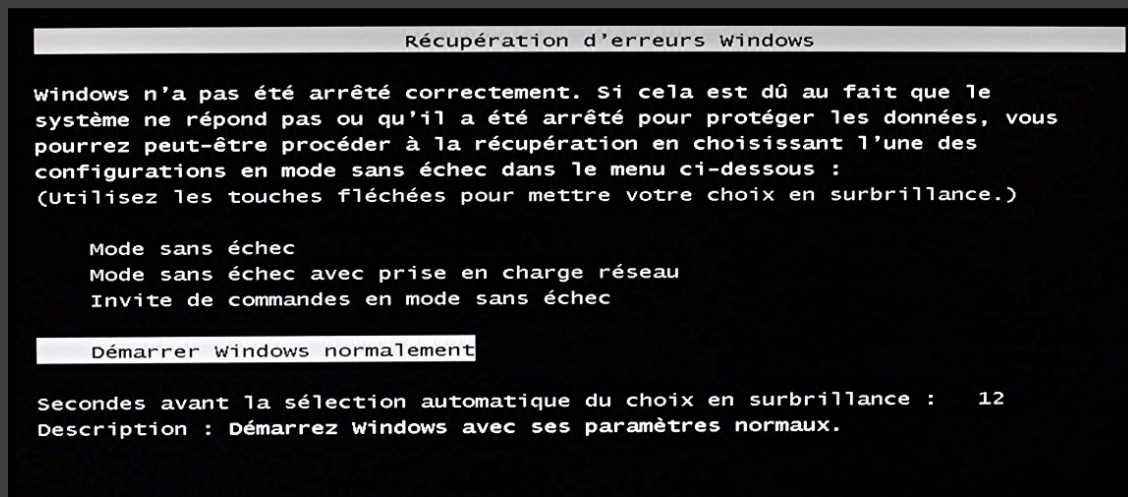 Récupération d'erreurs Windows
Windows n'a pas été arrêté correctement. Si cela est dû au fait que le
système ne répond pas ou qu'il a été arrêté pour protéger les données, vous
pourrez peut-être procéder à la récupération en choisissant l'une des
configurations en mode sans échec dans le menu ci-dessous :
(Utilisez les touches fléchées pour mettre votre choix en surbrillance.)
Mode sans échec
Mode sans échec avec prise en charge réseau
Invite de commandes en mode sans échec
Démarrer Windows normalement
Secondes avant la sélection automatique du choix en surbrillance : 12
Description : Démarrez Windows avec ses paramètres normaux.